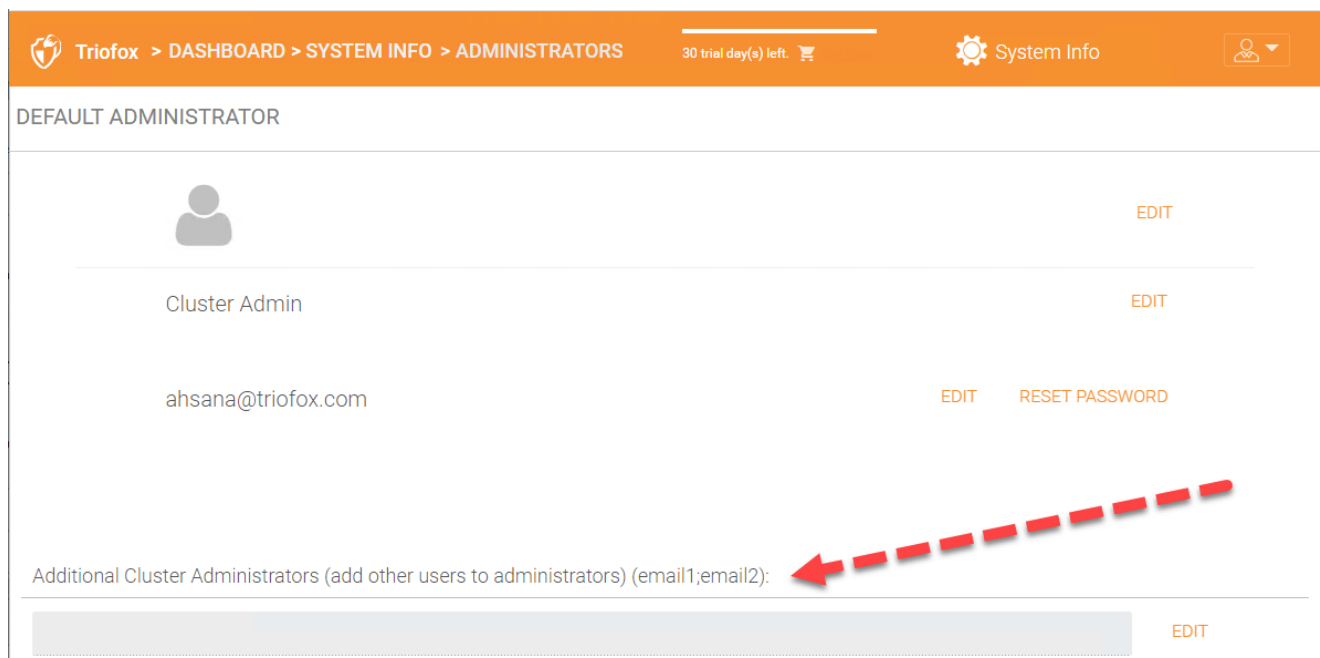 Triofox > DASHBOARD > SYSTEM INFO > ADMINISTRATORS 30 trial day(s) left. System Info
DEFAULT ADMINISTRATOR
EDIT
Cluster Admin EDIT
ahsana@triofox.com EDIT RESET PASSWORD
Additional Cluster Administrators (add other users to administrators) (email1;email2):
EDIT